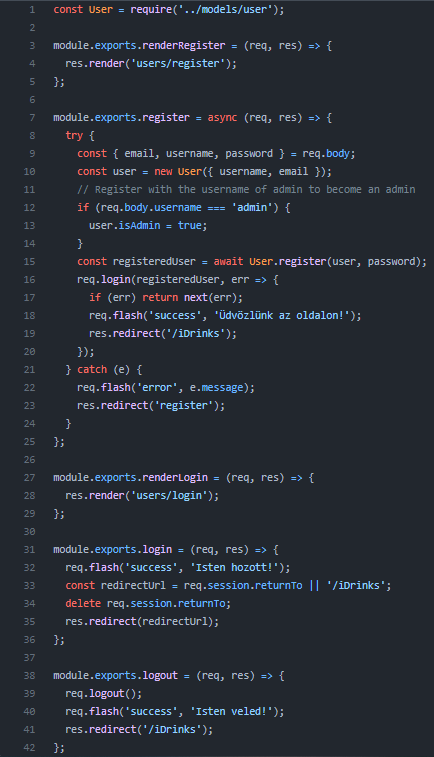 1 const User = require('../models/user');
2
3 module.exports.renderRegister = (req, res) => {
4   res.render('users/register');
5 };
6
7 module.exports.register = async (req, res) => {
8   try {
9     const { email, username, password } = req.body;
10     const user = new User({ username, email });
11     // Register with the username of admin to become an admin
12     if (req.body.username === 'admin') {
13       user.isAdmin = true;
14     }
15     const registeredUser = await User.register(user, password);
16     req.login(registeredUser, err => {
17       if (err) return next(err);
18       req.flash('success', 'Üdvözlünk az oldalon!');
19       res.redirect('/iDrinks');
20     });
21   } catch (e) {
22     req.flash('error', e.message);
23     res.redirect('register');
24   }
25 };
26
27 module.exports.renderLogin = (req, res) => {
28   res.render('users/login');
29 };
30
31 module.exports.login = (req, res) => {
32   req.flash('success', 'Isten hozott!');
33   const redirectUrl = req.session.returnTo || '/iDrinks';
34   delete req.session.returnTo;
35   res.redirect(redirectUrl);
36 };
37
38 module.exports.logout = (req, res) => {
39   req.logout();
40   req.flash('success', 'Isten veled!');
41   res.redirect('/iDrinks');
42 };